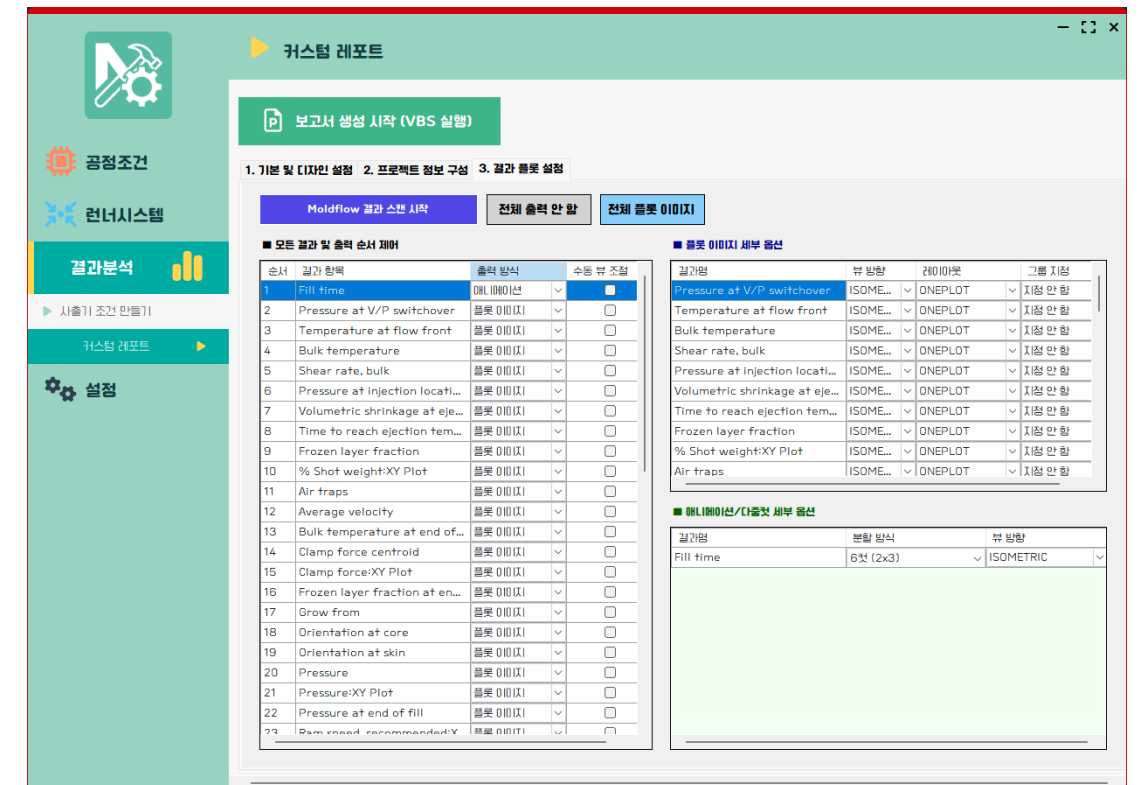 커스텀 레포트
보고서 생성 시작 (VBS 실행)
공정조건
런너시스템
결과분석
사출기 조건 만들기
커스텀 레포트
설정
1. 기본 및 디자인 설정 2. 프로젝트 정보 구성 3. 결과 플롯 설정
Moldflow 결과 스캔 시작 전체 출력 안 함 전체 플롯 이미지
■ 모든 결과 및 출력 순서 제어
순서 결과 항목 출력 방식 수동 뷰 조절
1 Fill time 애니메이션
2 Pressure at V/P switchover 플롯 이미지
3 Temperature at flow front 플롯 이미지
4 Bulk temperature 플롯 이미지
5 Shear rate, bulk 플롯 이미지
6 Pressure at injection locati... 플롯 이미지
7 Volumetric shrinkage at eje... 플롯 이미지
8 Time to reach ejection tem... 플롯 이미지
9 Frozen layer fraction 플롯 이미지
10 % Shot weight:XY Plot 플롯 이미지
11 Air traps 플롯 이미지
12 Average velocity 플롯 이미지
13 Bulk temperature at end of... 플롯 이미지
14 Clamp force centroid 플롯 이미지
15 Clamp force:XY Plot 플롯 이미지
16 Frozen layer fraction at en... 플롯 이미지
17 Grow from 플롯 이미지
18 Orientation at core 플롯 이미지
19 Orientation at skin 플롯 이미지
20 Pressure 플롯 이미지
21 Pressure:XY Plot 플롯 이미지
22 Pressure at end of fill 플롯 이미지
23 Ram speed, recommended:X... 플롯 이미지
■ 플롯 이미지 세부 옵션
결과명 뷰 방향 레이아웃 그룹 지정
Pressure at V/P switchover ISOME... ONEPLOT 지정 안 함
Temperature at flow front ISOME... ONEPLOT 지정 안 함
Bulk temperature ISOME... ONEPLOT 지정 안 함
Shear rate, bulk ISOME... ONEPLOT 지정 안 함
Pressure at injection locati... ISOME... ONEPLOT 지정 안 함
Volumetric shrinkage at eje... ISOME... ONEPLOT 지정 안 함
Time to reach ejection tem... ISOME... ONEPLOT 지정 안 함
Frozen layer fraction ISOME... ONEPLOT 지정 안 함
% Shot weight:XY Plot ISOME... ONEPLOT 지정 안 함
Air traps ISOME... ONEPLOT 지정 안 함
■ 애니메이션/다중컷 세부 옵션
결과명 분할 방식 뷰 방향
Fill time 6컷 (2x3) ISOMETRIC